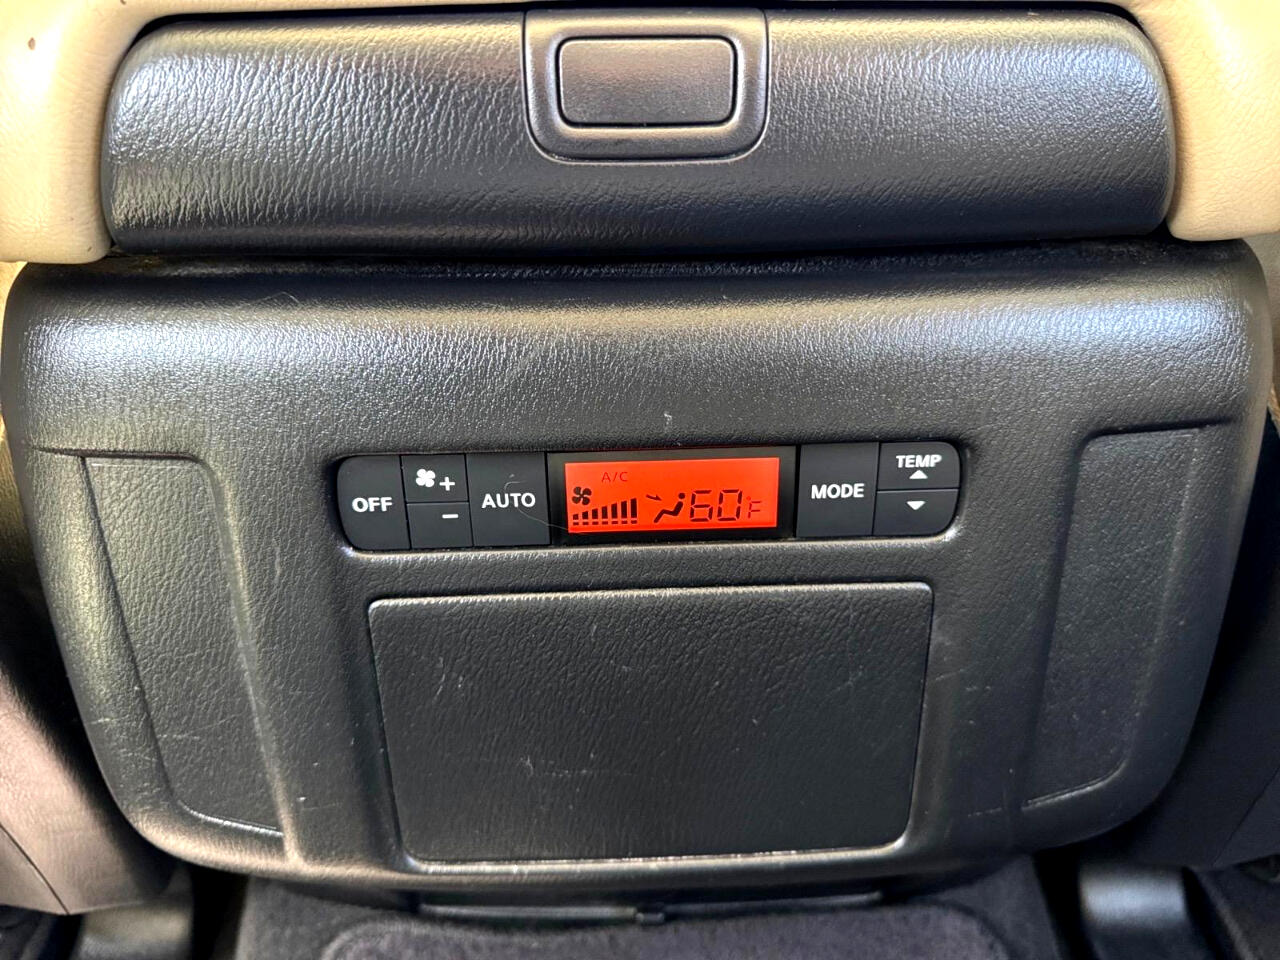 OFF
+
-
AUTO
A/C
60°F
MODE
TEMP